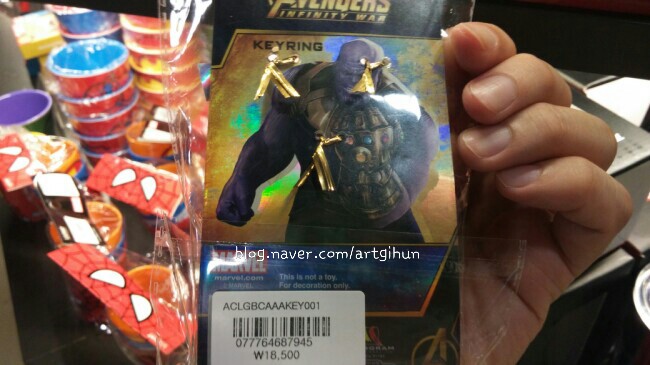 AVENGERS
INFINITY WAR
KEYRING
blog.naver.com/artgihun
MARVEL
marvel.com
© MARVEL
This is not a toy.
For decoration only.
ACLGBCAAAKEY001
077764687945
₩18,500